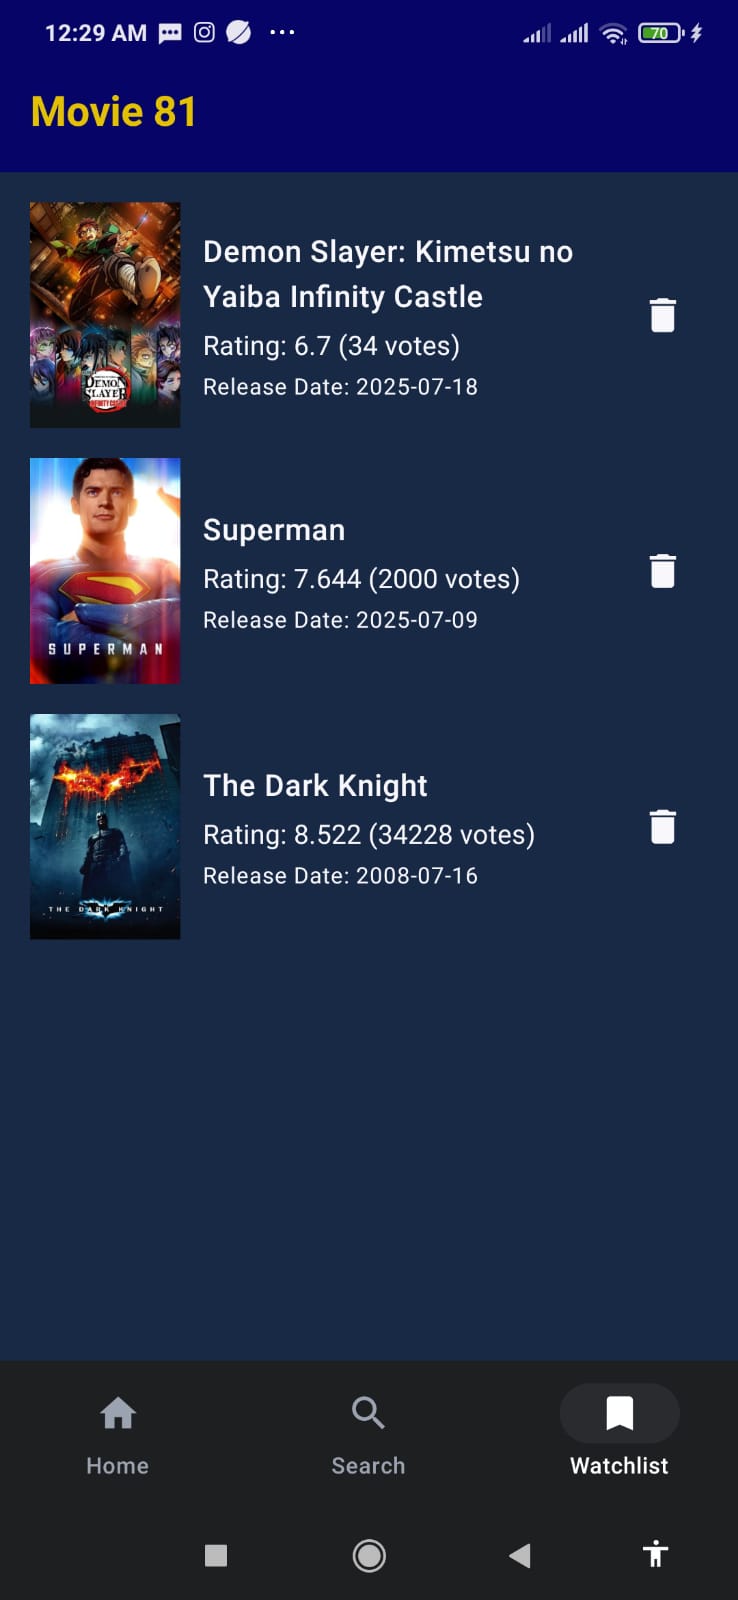 12:29 AM
70
Movie 81
DEMON
SLAYER
INFINITY CASTLE
Demon Slayer: Kimetsu no
Yaiba Infinity Castle
Rating: 6.7 (34 votes)
Release Date: 2025-07-18
SUPERMAN
Superman
Rating: 7.644 (2000 votes)
Release Date: 2025-07-09
THE DARK KNIGHT
The Dark Knight
Rating: 8.522 (34228 votes)
Release Date: 2008-07-16
Home
Search
Watchlist